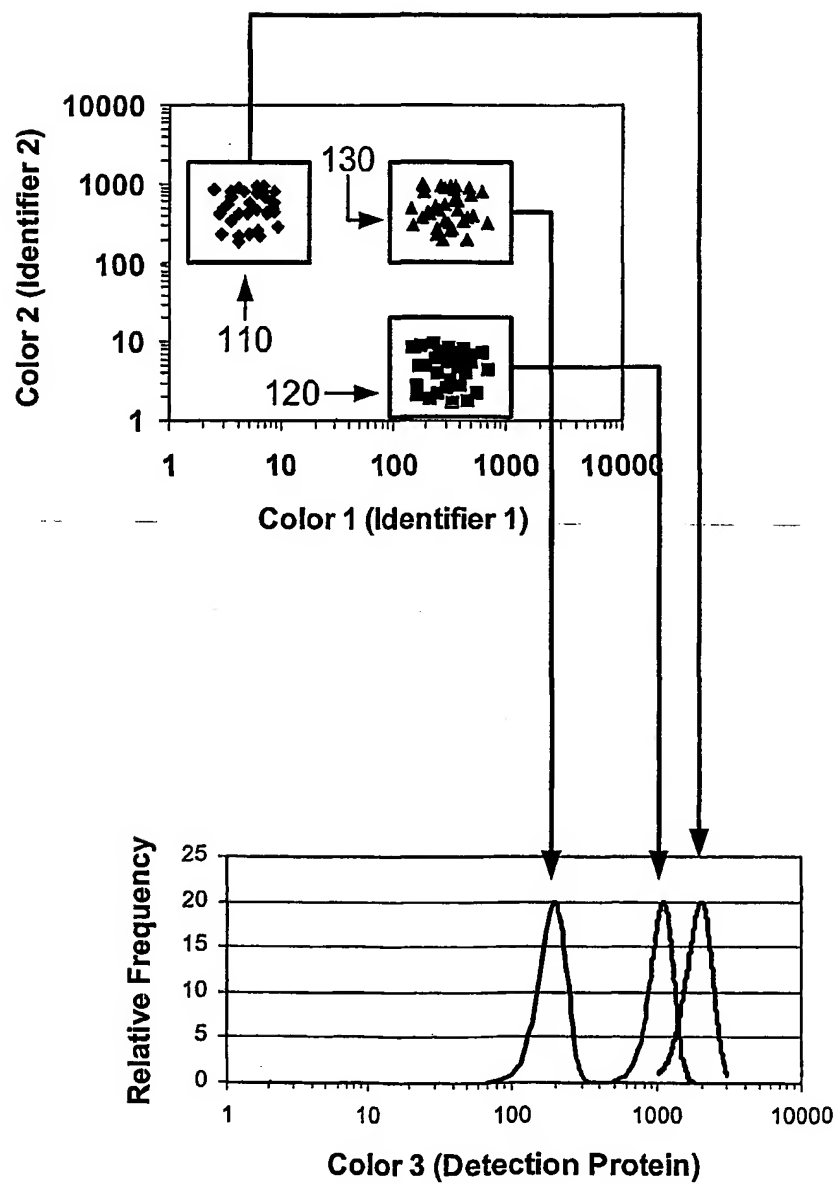 Color 2 (Identifier 2)
10000
1000
100
10
1
130
110
120
1 10 100 1000 10000
Color 1 (Identifier 1)
Relative Frequency
25
20
15
10
5
0
1 10 100 1000 10000
Color 3 (Detection Protein)